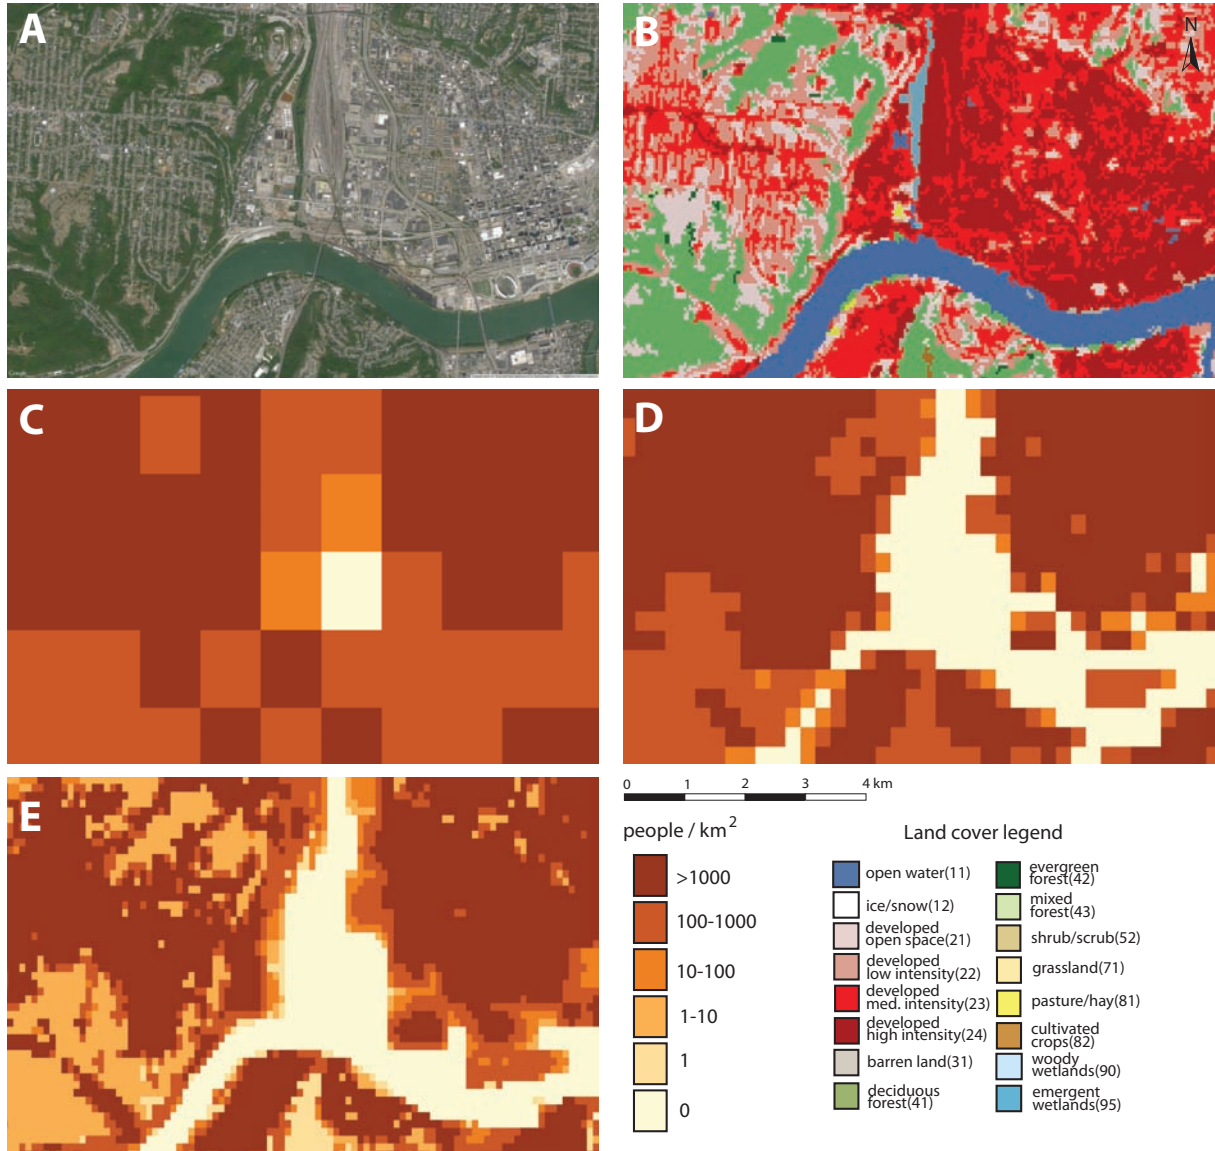 A
B
N
C
D
E
0 1 2 3 4 km
people / km2
>1000
100-1000
10-100
1-10
1
0
Land cover legend
open water(11)
ice/snow(12)
developed
open space(21)
developed
low intensity(22)
developed
med. intensity(23)
developed
high intensity(24)
barren land(31)
deciduous
forest(41)
evergreen
forest(42)
mixed
forest(43)
shrub/scrub(52)
grassland(71)
pasture/hay(81)
cultivated
crops(82)
woody
wetlands(90)
emergent
wetlands(95)